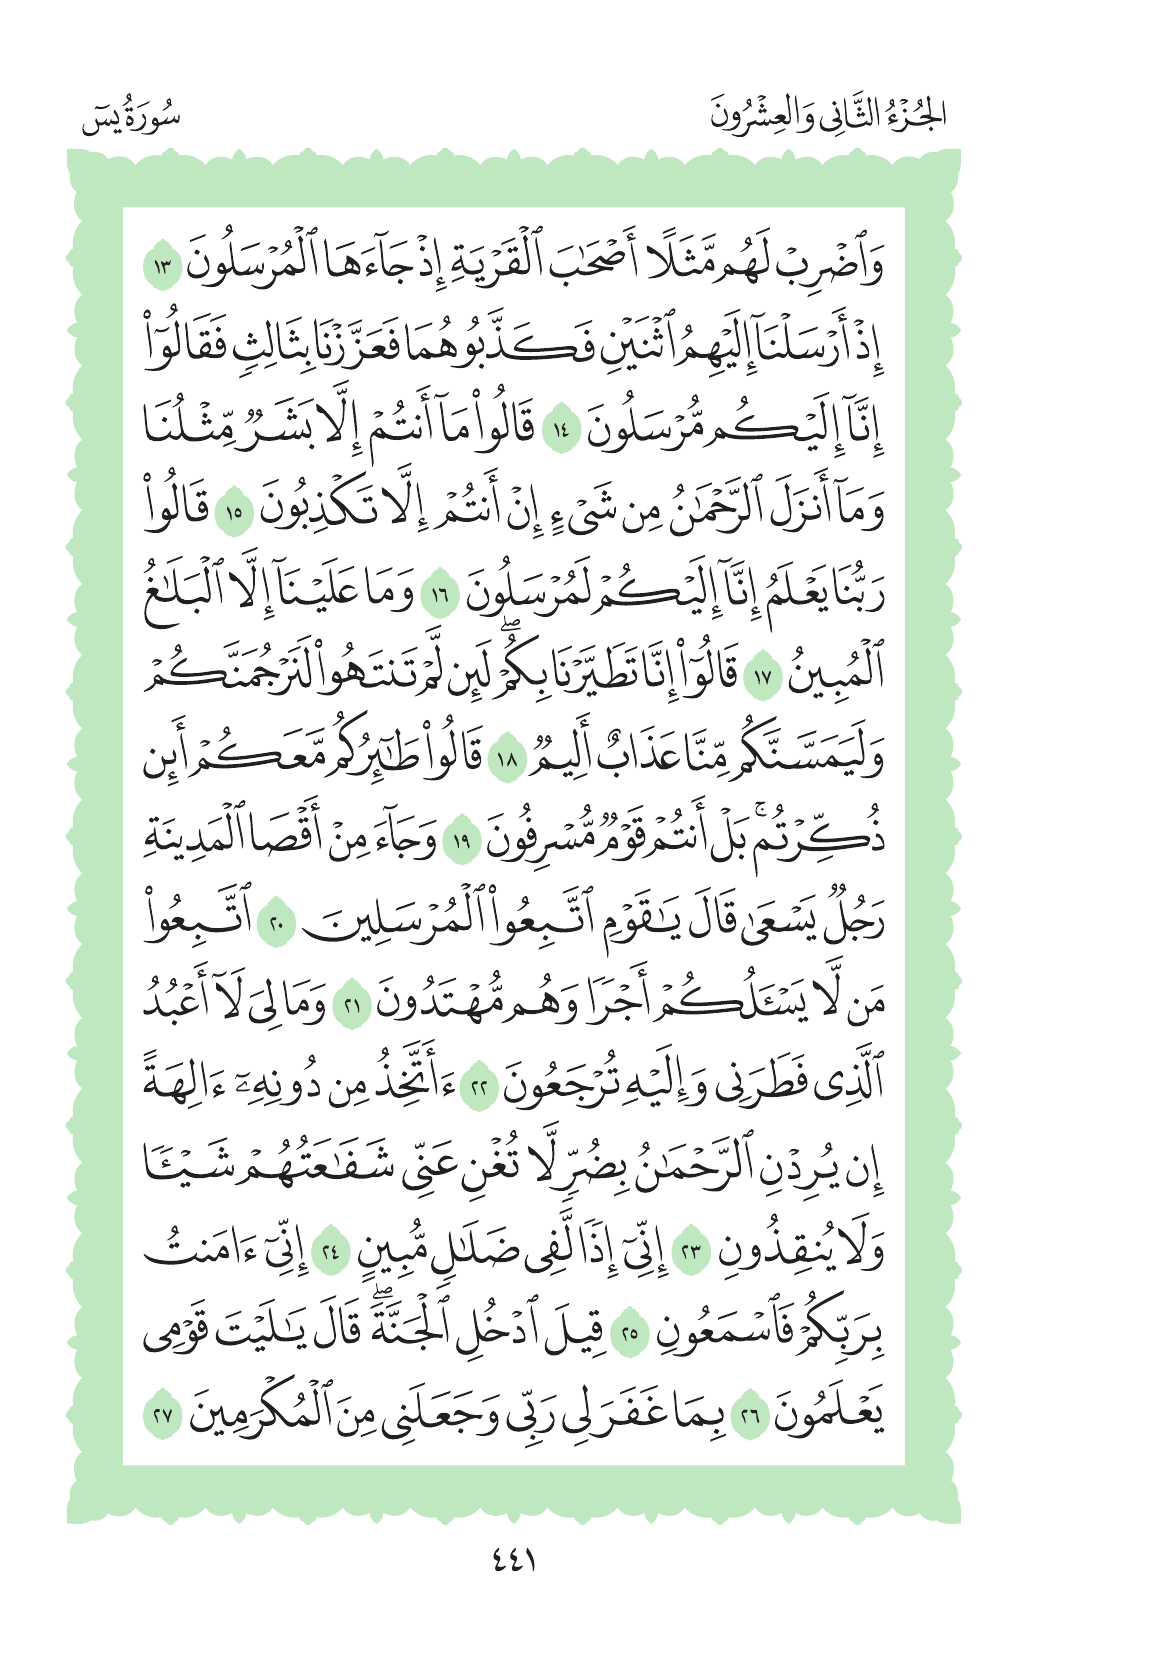 الجُزْءُ الثَّانِي وَالعِشْرُونَ
سُورَةُ يسٓ
وَٱضْرِبْ لَهُم مَّثَلًا أَصْحَٰبَ ٱلْقَرْيَةِ إِذْ جَآءَهَا ٱلْمُرْسَلُونَ ١٣
إِذْ أَرْسَلْنَآ إِلَيْهِمُ ٱثْنَيْنِ فَكَذَّبُوهُمَا فَعَزَّزْنَا بِثَالِثٍ فَقَالُوٓا۟
إِنَّآ إِلَيْكُم مُّرْسَلُونَ ١٤ قَالُوا۟ مَآ أَنتُمْ إِلَّا بَشَرٌ مِّثْلُنَا
وَمَآ أَنزَلَ ٱلرَّحْمَٰنُ مِن شَىْءٍ إِنْ أَنتُمْ إِلَّا تَكْذِبُونَ ١٥ قَالُوا۟
رَبُّنَا يَعْلَمُ إِنَّآ إِلَيْكُمْ لَمُرْسَلُونَ ١٦ وَمَا عَلَيْنَآ إِلَّا ٱلْبَلَٰغُ
ٱلْمُبِينُ ١٧ قَالُوٓا۟ إِنَّا تَطَيَّرْنَا بِكُمْ ۖ لَئِن لَّمْ تَنتَهُوا۟ لَنَرْجُمَنَّكُمْ
وَلَيَمَسَّنَّكُم مِّنَّا عَذَابٌ أَلِيمٌ ١٨ قَالُوا۟ طَٰٓئِرُكُم مَّعَكُمْ أَئِن
ذُكِّرْتُم ۚ بَلْ أَنتُمْ قَوْمٌ مُّسْرِفُونَ ١٩ وَجَآءَ مِنْ أَقْصَا ٱلْمَدِينَةِ
رَجُلٌ يَسْعَىٰ قَالَ يَٰقَوْمِ ٱتَّبِعُوا۟ ٱلْمُرْسَلِينَ ٢٠ ٱتَّبِعُوا۟
مَن لَّا يَسْـَٔلُكُمْ أَجْرًا وَهُم مُّهْتَدُونَ ٢١ وَمَا لِىَ لَآ أَعْبُدُ
ٱلَّذِى فَطَرَنِى وَإِلَيْهِ تُرْجَعُونَ ٢٢ ءَأَتَّخِذُ مِن دُونِهِۦٓ ءَالِهَةً
إِن يُرِدْنِ ٱلرَّحْمَٰنُ بِضُرٍّ لَّا تُغْنِ عَنِّى شَفَٰعَتُهُمْ شَيْـًٔا
وَلَا يُنقِذُونِ ٢٣ إِنِّىٓ إِذًا لَّفِى ضَلَٰلٍ مُّبِينٍ ٢٤ إِنِّىٓ ءَامَنتُ
بِرَبِّكُمْ فَٱسْمَعُونِ ٢٥ قِيلَ ٱدْخُلِ ٱلْجَنَّةَ ۖ قَالَ يَٰلَيْتَ قَوْمِى
يَعْلَمُونَ ٢٦ بِمَا غَفَرَ لِى رَبِّى وَجَعَلَنِى مِنَ ٱلْمُكْرَمِينَ ٢٧
٤٤١